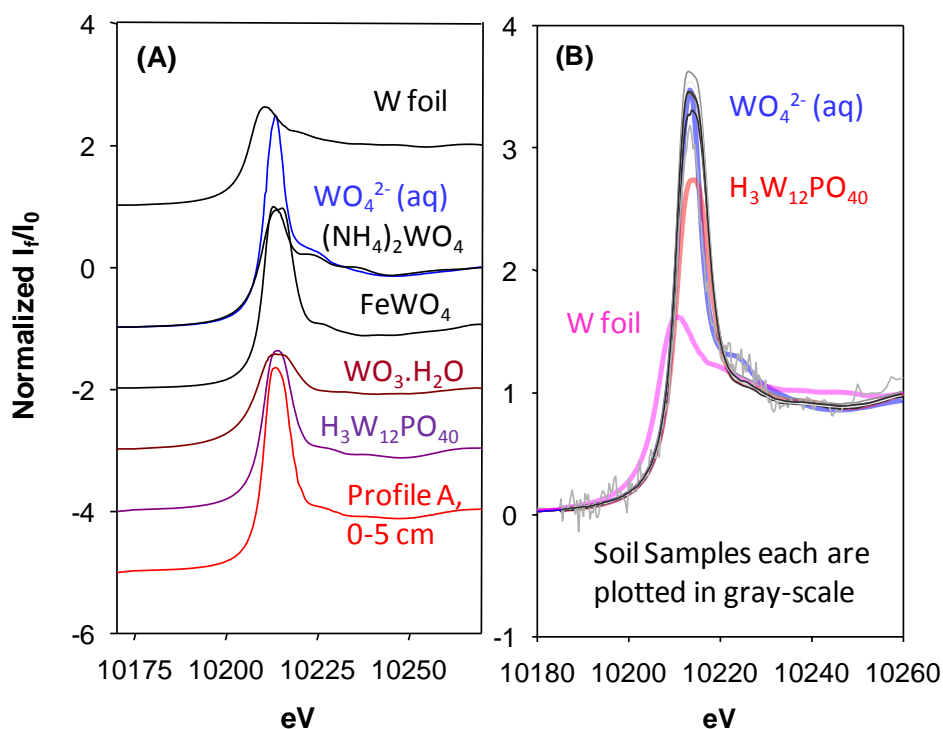 (A)
W foil
WO₄²⁻ (aq)
(NH₄)₂WO₄
FeWO₄
WO₃.H₂O
H₃W₁₂PO₄₀
Profile A,
0-5 cm
Normalized I_f/I_0
4
2
0
-2
-4
-6
10175 10200 10225 10250
eV
(B)
WO₄²⁻ (aq)
H₃W₁₂PO₄₀
W foil
Soil Samples each are
plotted in gray-scale
4
3
2
1
0
-1
10180 10200 10220 10240 10260
eV